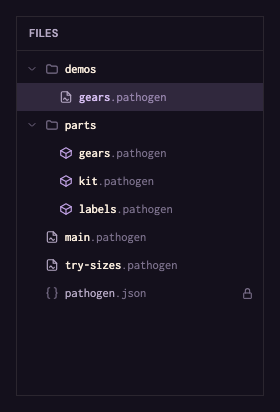 FILES
demos
gears.pathogen
parts
gears.pathogen
kit.pathogen
labels.pathogen
main.pathogen
try-sizes.pathogen
{} pathogen.json